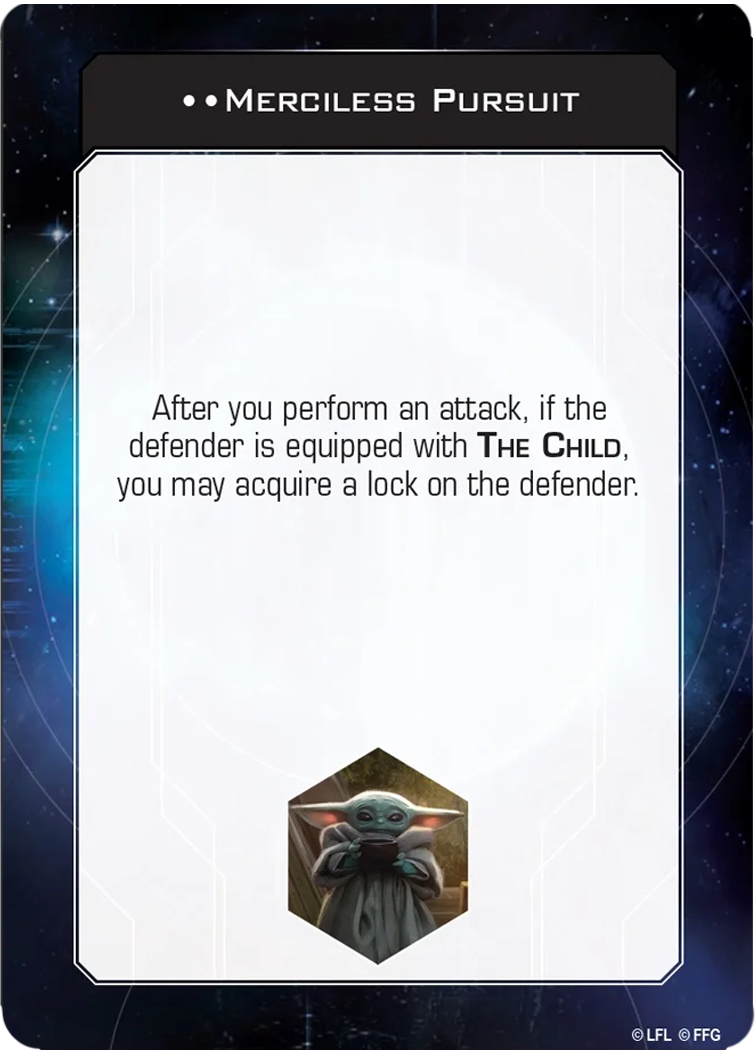 ••Merciless Pursuit
After you perform an attack, if the
defender is equipped with The Child,
you may acquire a lock on the defender.
© LFL © FFG